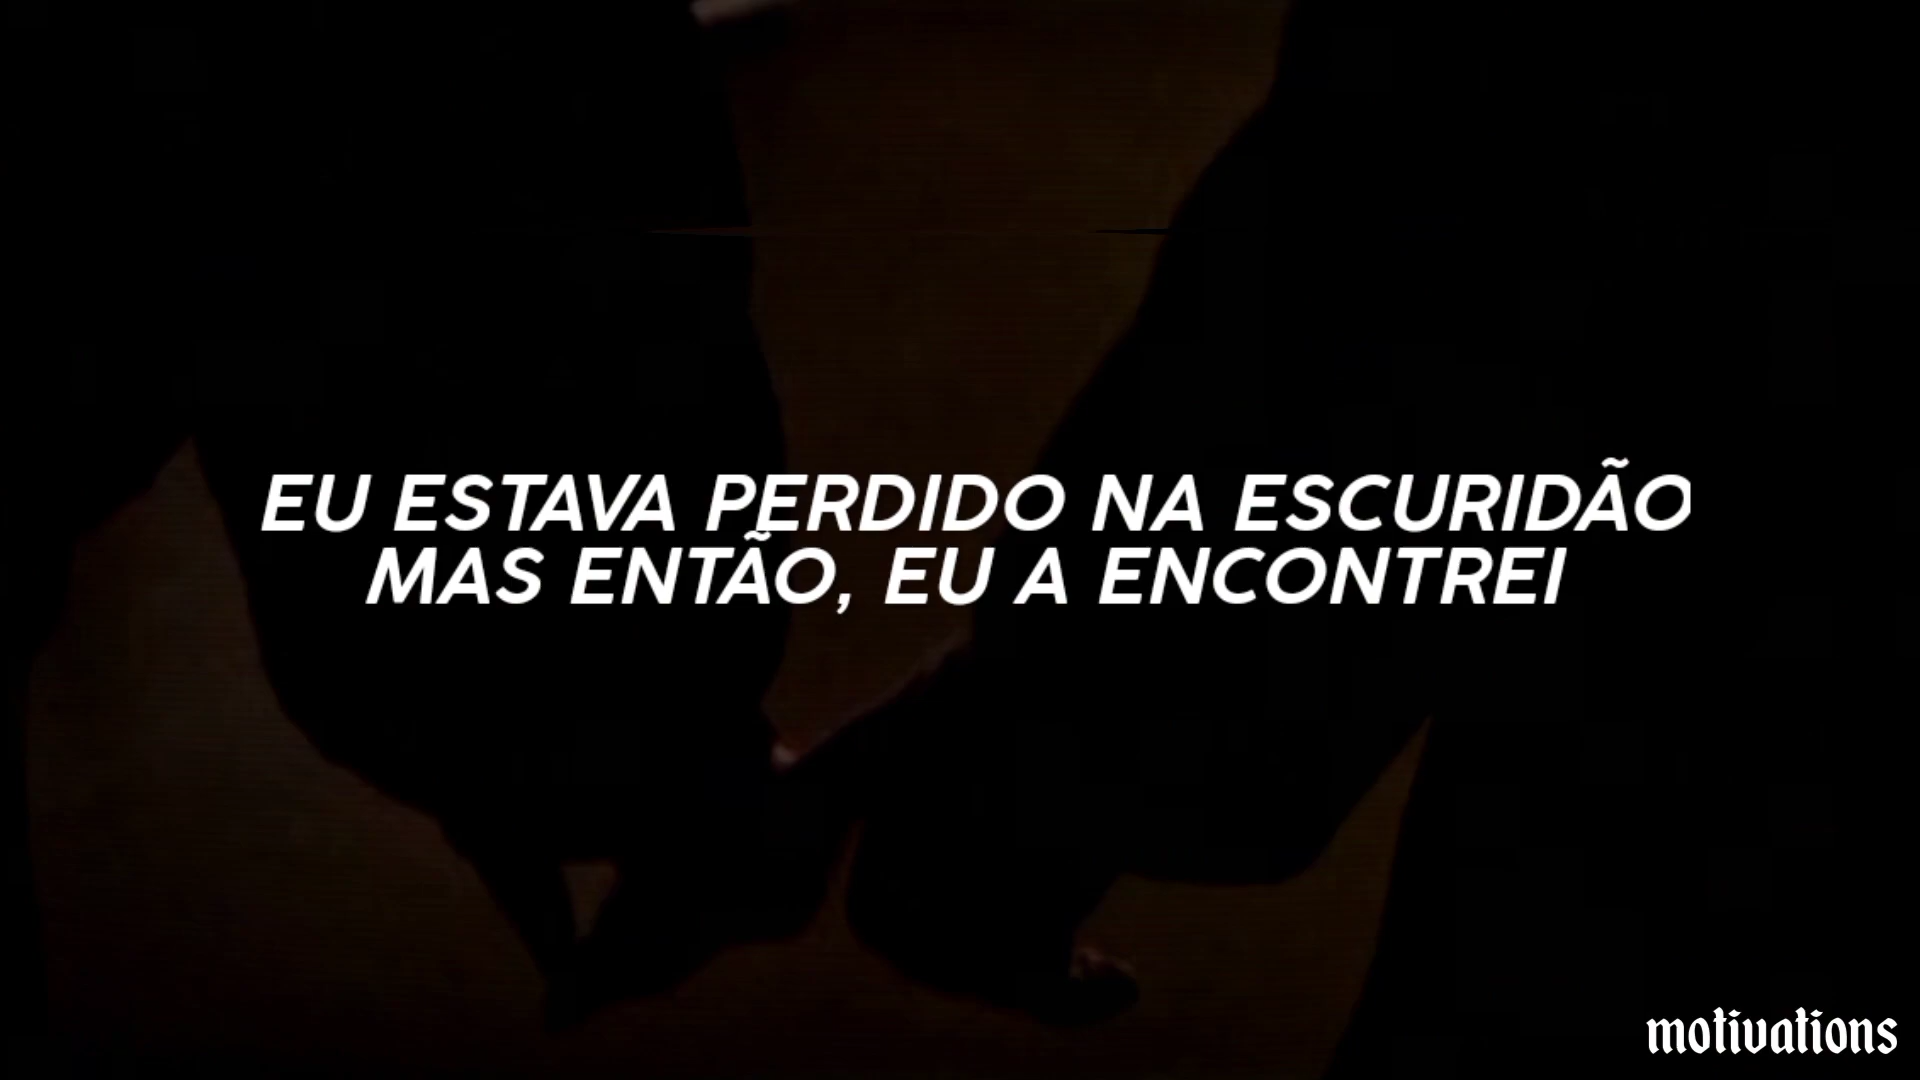 EU ESTAVA PERDIDO NA ESCURIDÃO
MAS ENTÃO, EU A ENCONTREI
motivations